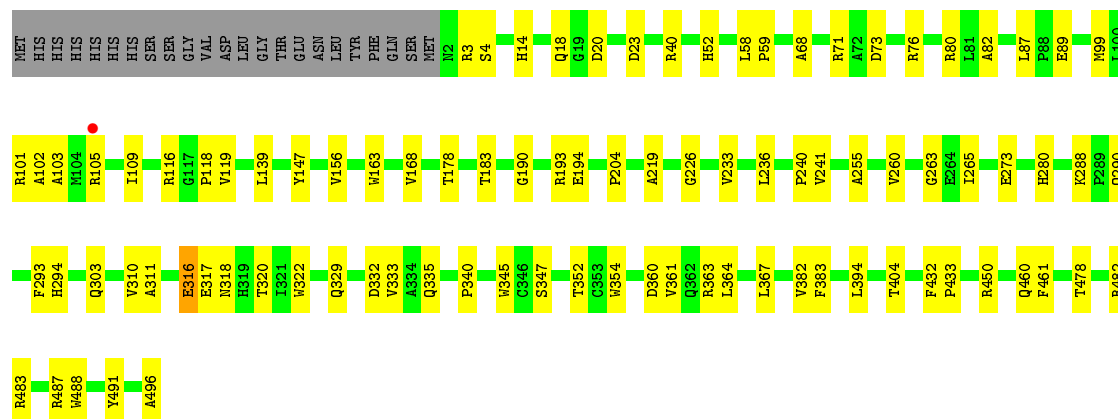 MET HIS HIS HIS HIS HIS HIS SER SER GLY VAL ASP LEU GLY THR GLU ASN LEU TYR PHE GLN SER MET N2 R3 S4 H14 Q18 G19 D20 D23 R40 H52 L58 P59 A68 R71 A72 D73 R76 R80 L81 A82 L87 P88 E89 M99 L100
R101 A102 A103 M104 R105 I109 R116 G117 P118 V119 L139 Y147 V156 W163 V168 T178 T183 G190 R193 E194 P204 A219 G226 V233 L236 P240 V241 A255 V260 G263 E264 I265 E273 H280 K288 P289
F293 H294 Q303 V310 A311 E316 E317 N318 H319 T320 I321 W322 Q329 D332 V333 A334 Q335 P340 W345 C346 S347 T352 C353 W354 D360 V361 Q362 R363 L364 L367 V382 F383 L394 T404 F432 P433 R450 Q460 F461 T478
R483 R487 W488 Y491 A496